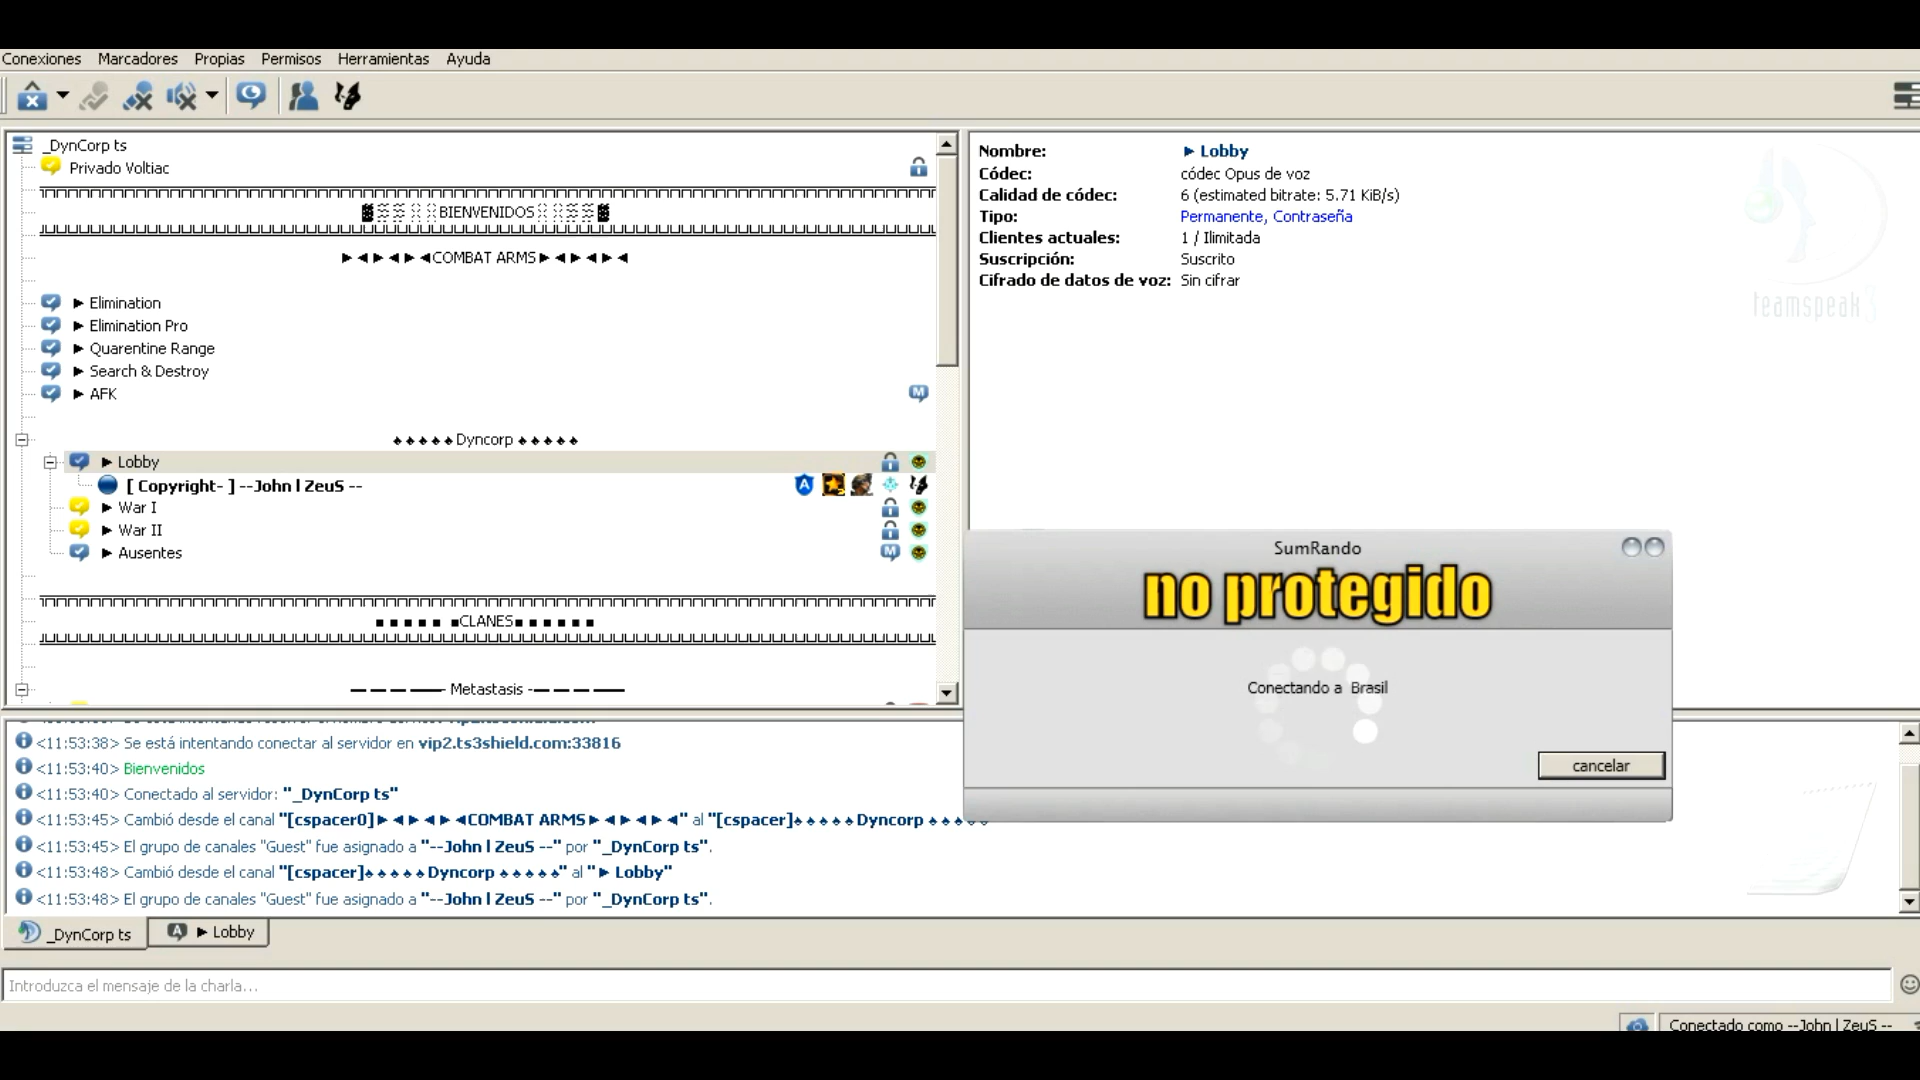 Conexiones Marcadores Propias Permisos Herramientas Ayuda
_DynCorp ts
Privado Voltiac
BIENVENIDOS
►◄►◄►◄COMBAT ARMS►◄►◄►◄
► Elimination
► Elimination Pro
► Quarentine Range
► Search & Destroy
► AFK
♠♠♠♠♠ Dyncorp ♠♠♠♠♠
► Lobby
[ Copyright- ] --John l ZeuS --
► War I
► War II
► Ausentes
■ ■ ■ ■ ■ ■CLANES■ ■ ■ ■ ■ ■
— — — —— Metastasis -— — — ——
Nombre: ► Lobby
Códec: códec Opus de voz
Calidad de códec: 6 (estimated bitrate: 5.71 KiB/s)
Tipo: Permanente, Contraseña
Clientes actuales: 1 / Ilimitada
Suscripción: Suscrito
Cifrado de datos de voz: Sin cifrar
teamspeak3
SumRando
no protegido
Conectando a Brasil
cancelar
<11:53:38> Se está intentando conectar al servidor en vip2.ts3shield.com:33816
<11:53:40> Bienvenidos
<11:53:40> Conectado al servidor: "_DynCorp ts"
<11:53:45> Cambió desde el canal "[cspacer0]►◄►◄►◄COMBAT ARMS►◄►◄►◄" al "[cspacer]♠♠♠♠♠ Dyncorp ♠♠♠♠♠
<11:53:45> El grupo de canales "Guest" fue asignado a "--John l ZeuS --" por "_DynCorp ts".
<11:53:48> Cambió desde el canal "[cspacer]♠♠♠♠♠ Dyncorp ♠♠♠♠♠" al "► Lobby"
<11:53:48> El grupo de canales "Guest" fue asignado a "--John l ZeuS --" por "_DynCorp ts".
_DynCorp ts
► Lobby
Introduzca el mensaje de la charla...
Conectado como --John l ZeuS --